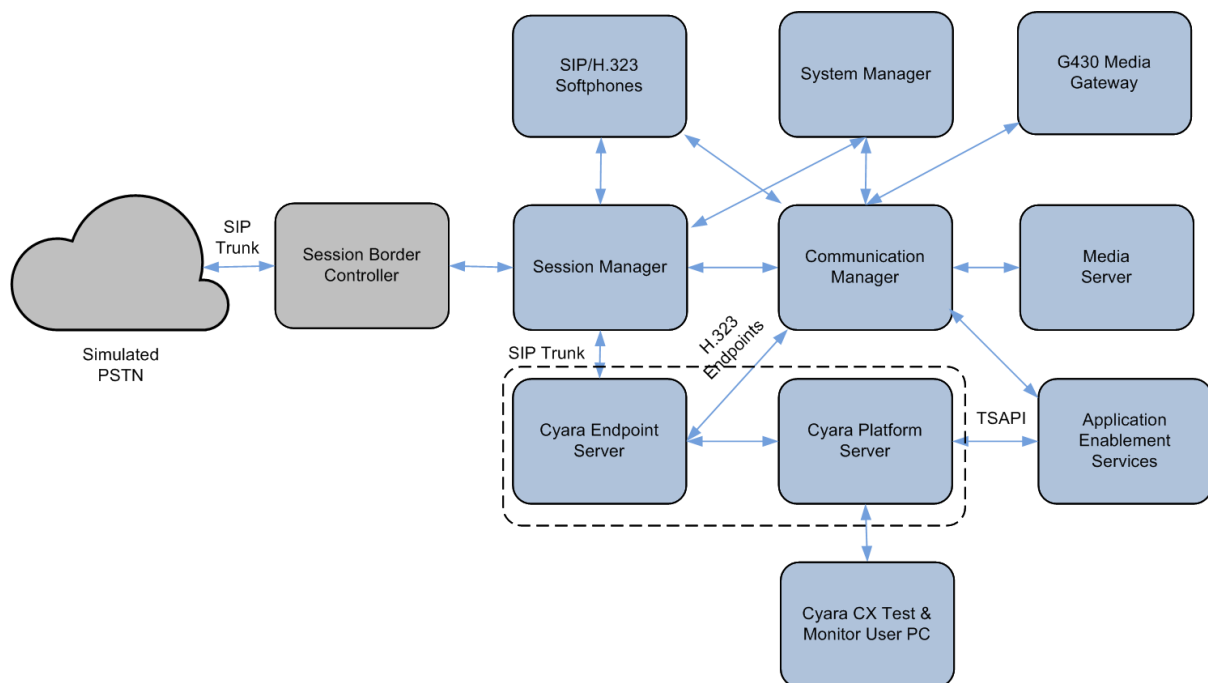 SIP/H.323
Softphones
System Manager
G430 Media
Gateway
SIP
Trunk
Session Border
Controller
Session Manager
Communication
Manager
Media
Server
Simulated
PSTN
SIP Trunk
H.323
Endpoints
Cyara Endpoint
Server
Cyara Platform
Server
TSAPI
Application
Enablement
Services
Cyara CX Test &
Monitor User PC